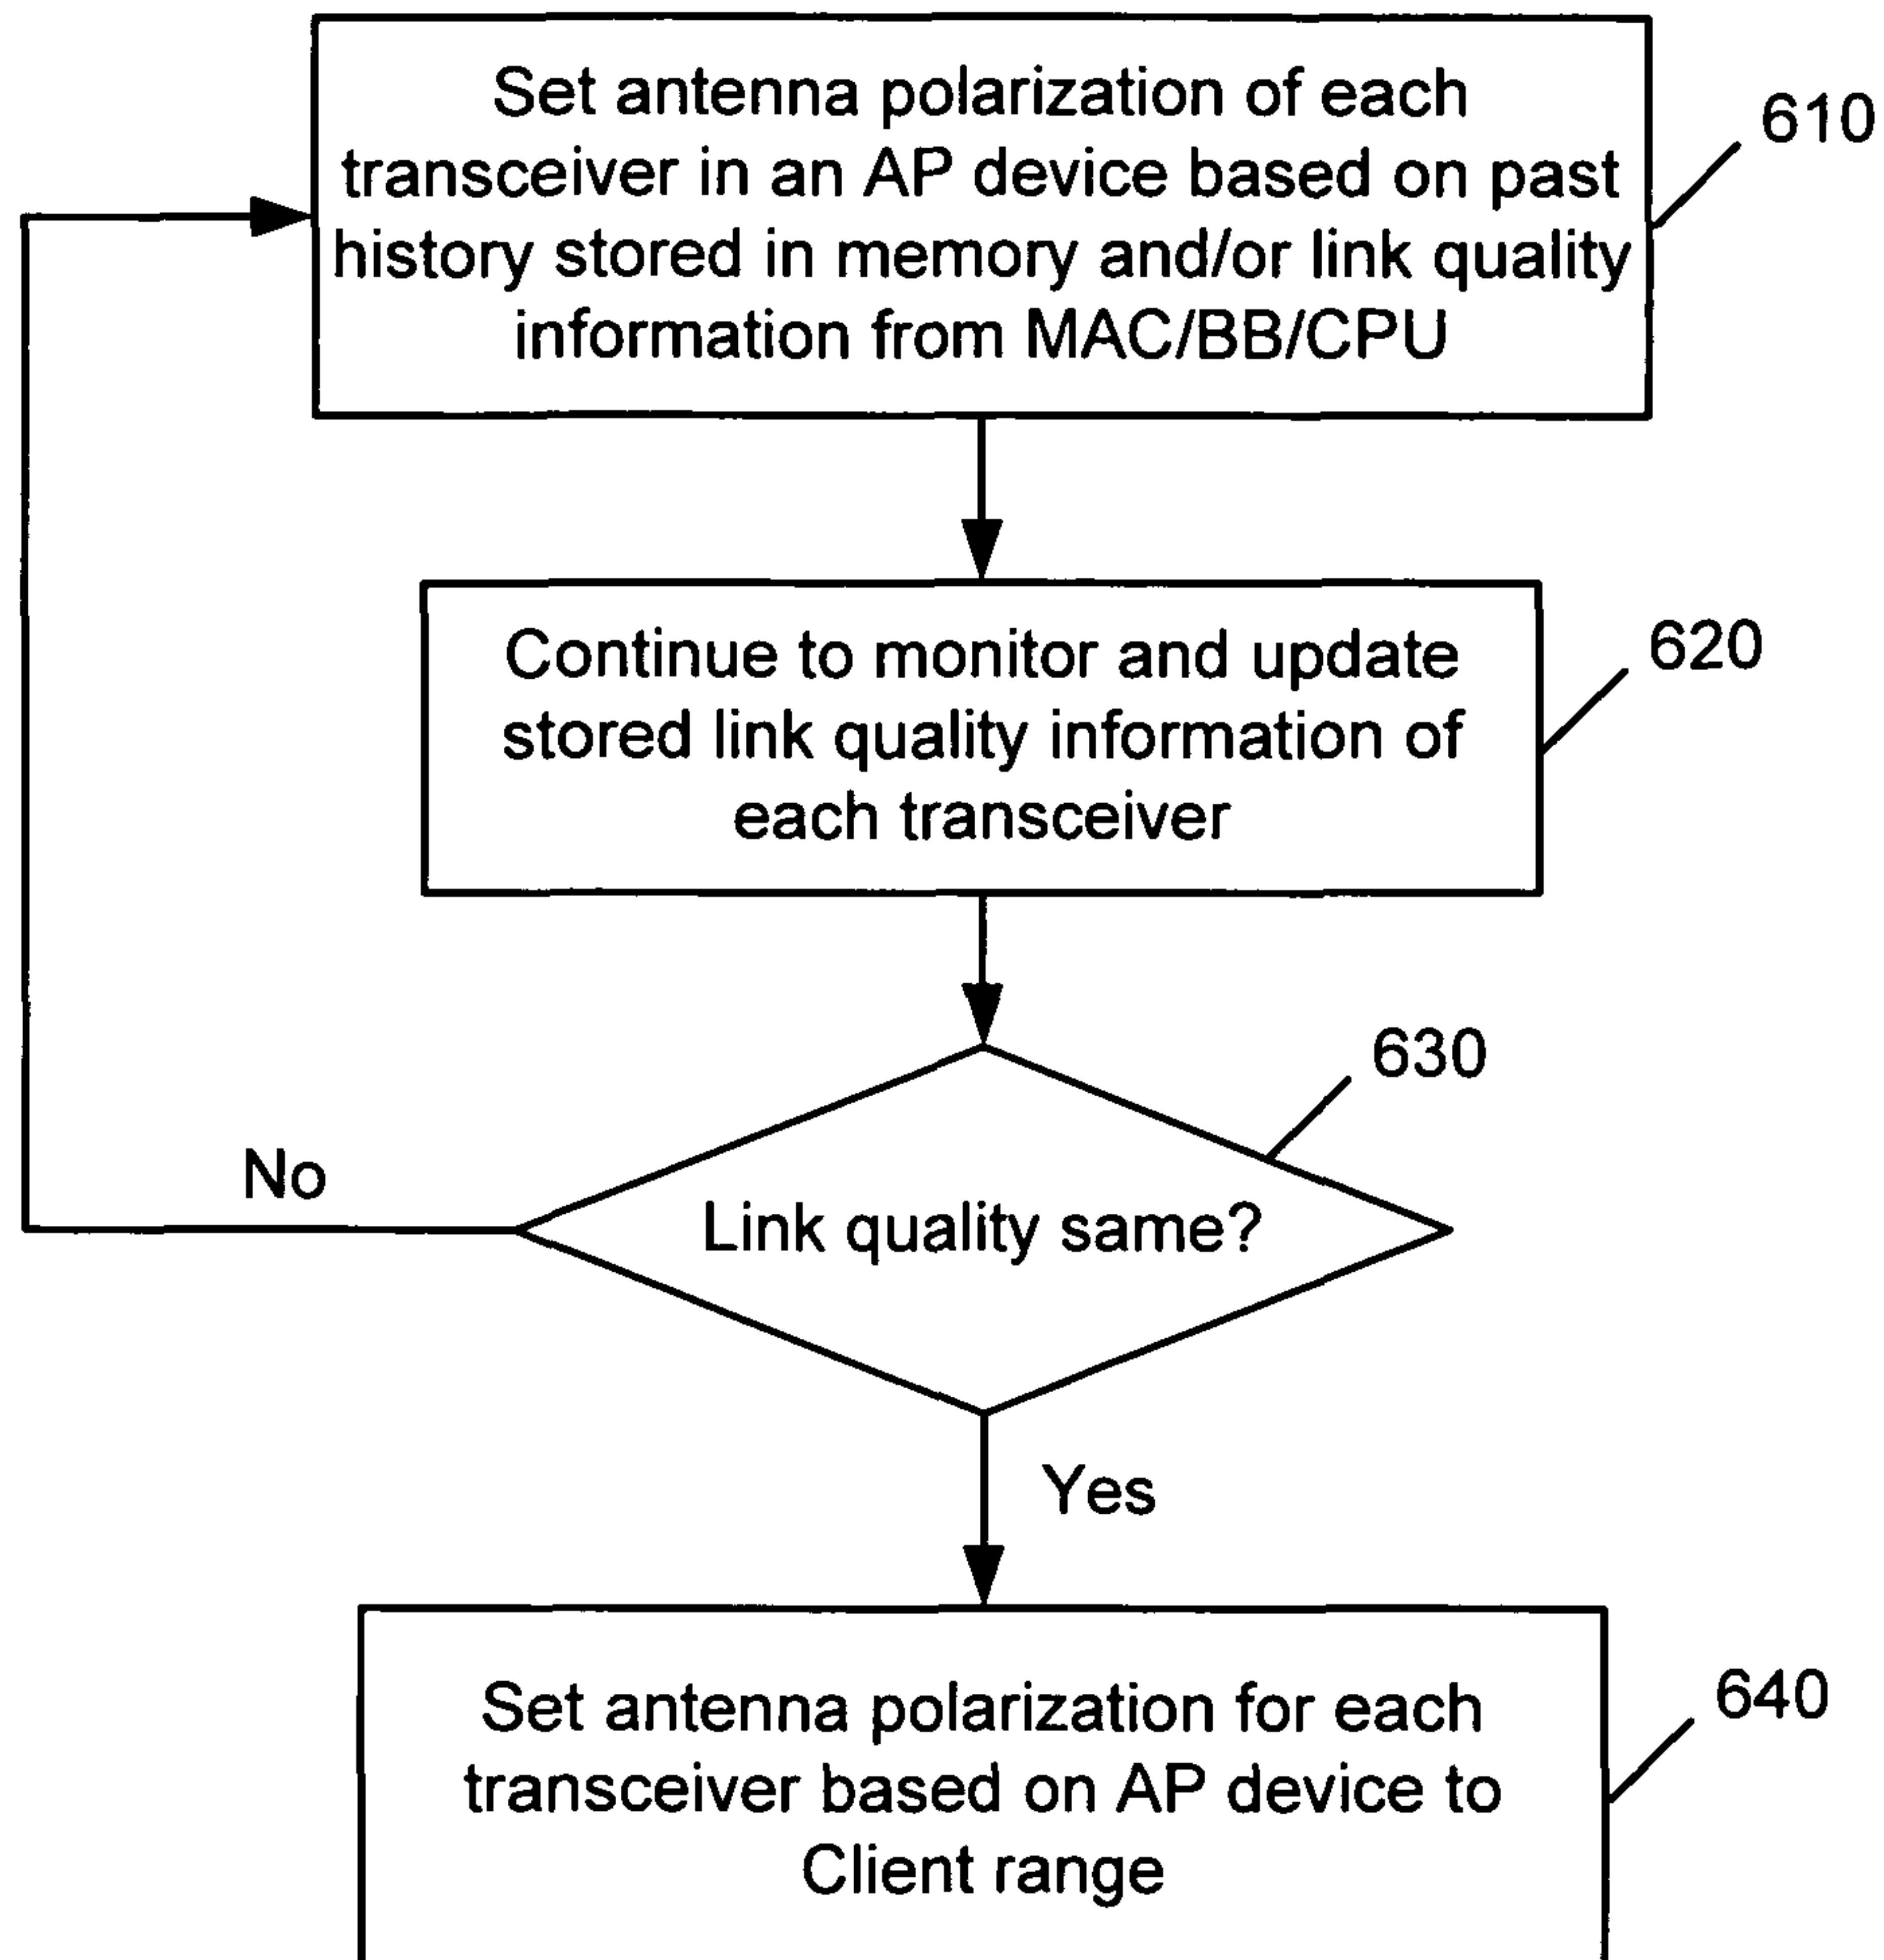 Set antenna polarization of each
transceiver in an AP device based on past
history stored in memory and/or link quality
information from MAC/BB/CPU
610
Continue to monitor and update
stored link quality information of
each transceiver
620
630
Link quality same?
No
Yes
Set antenna polarization for each
transceiver based on AP device to
Client range
640